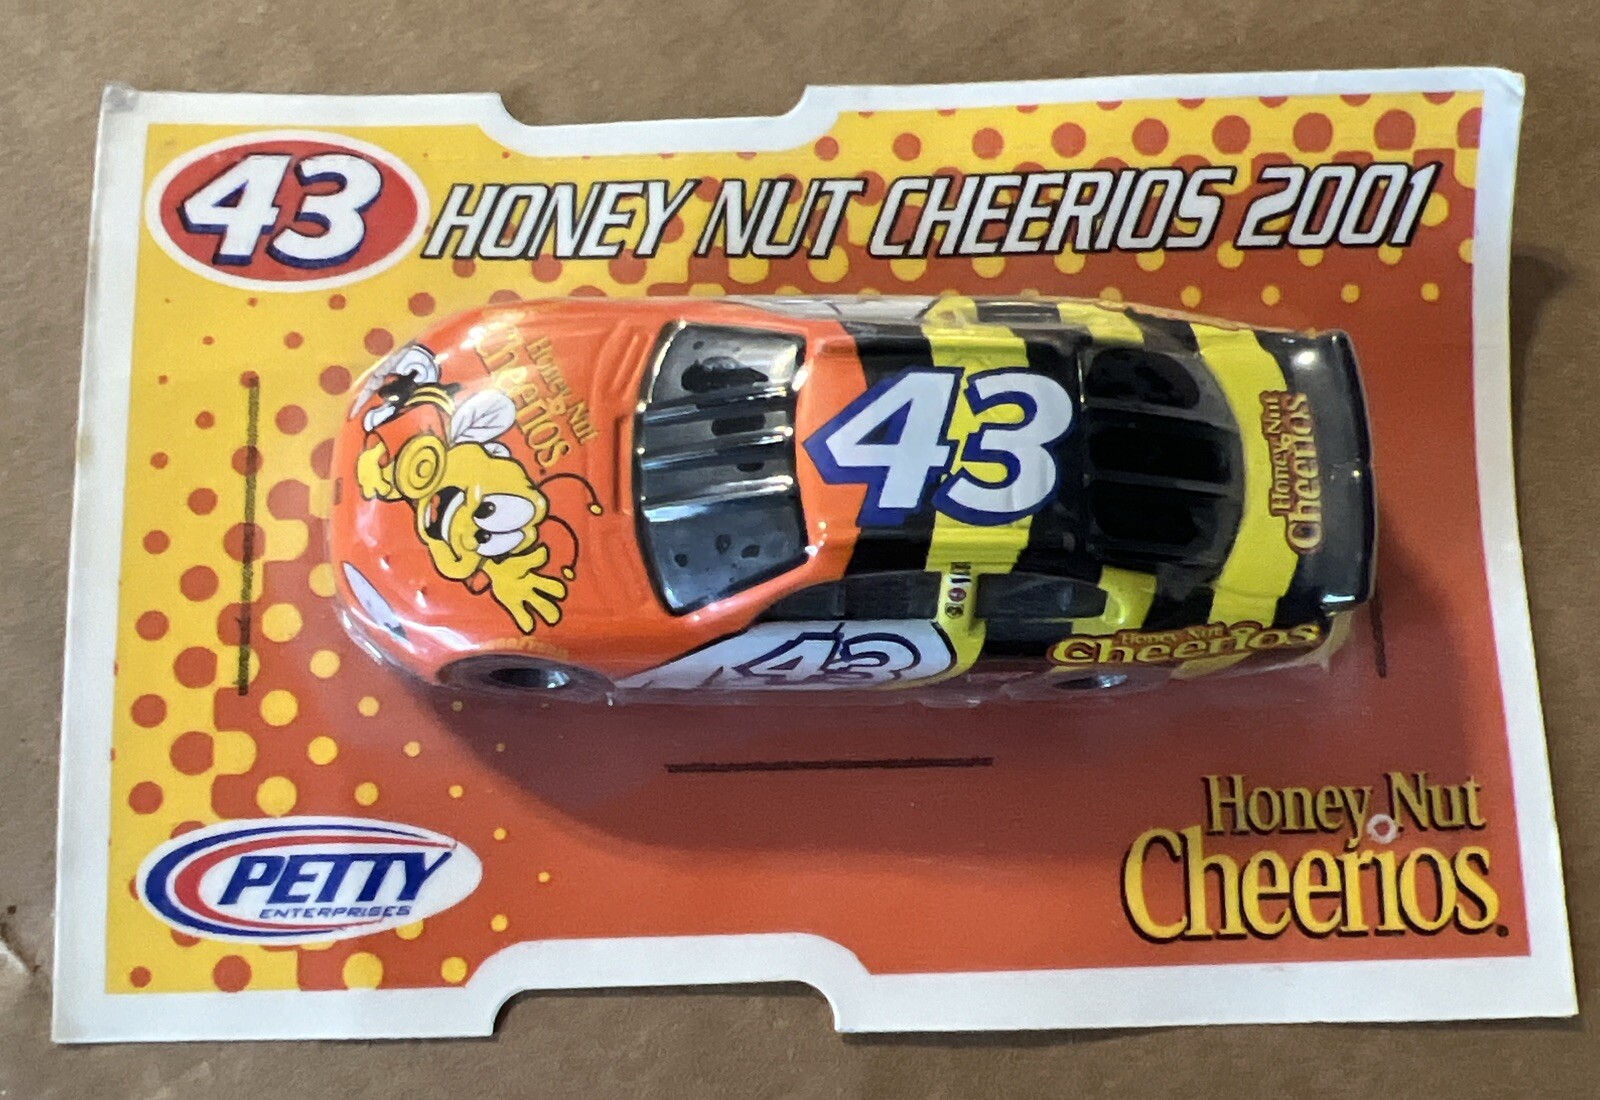 43
HONEY NUT CHEERIOS 2001
Honey Nut
Cheerios
43
Honey Nut
Cheerios
43
Honey Nut
Cheerios
PETTY
ENTERPRISES
Honey Nut
Cheerios®